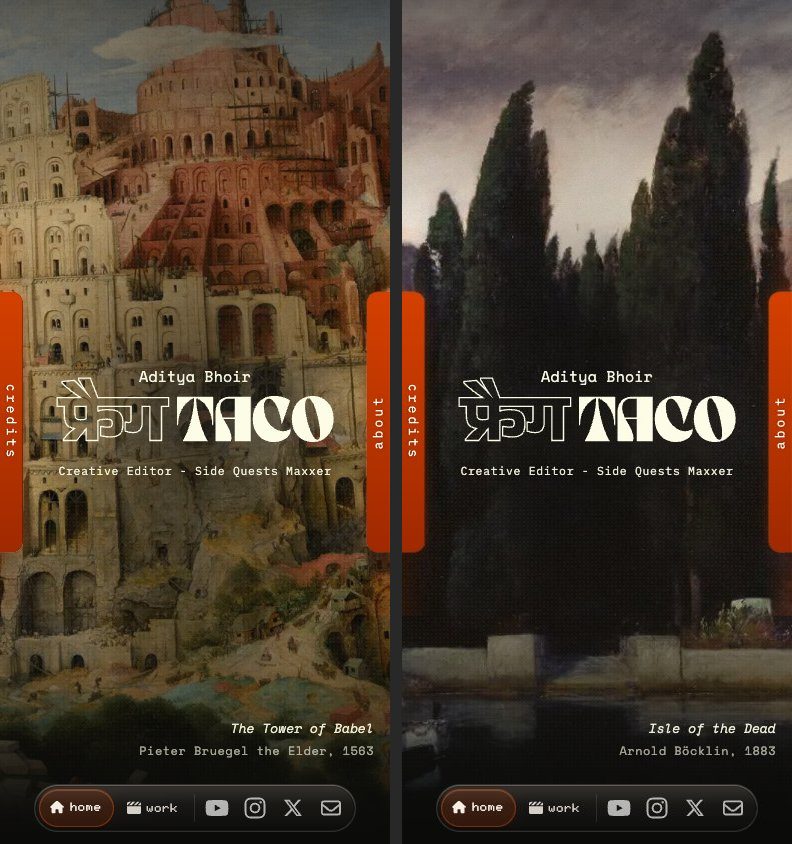 credits
about
Aditya Bhoir
फ्रैग TACO
Creative Editor - Side Quests Maxxer
The Tower of Babel
Pieter Bruegel the Elder, 1563
home
work
credits
about
Aditya Bhoir
फ्रैग TACO
Creative Editor - Side Quests Maxxer
Isle of the Dead
Arnold Böcklin, 1883
home
work